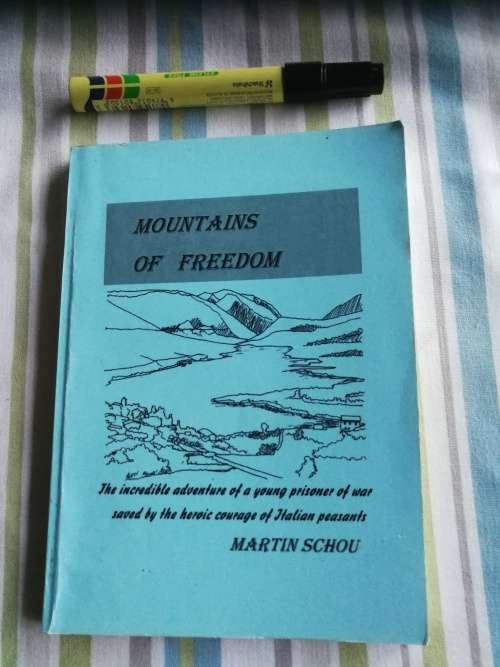 MOUNTAINS
OF FREEDOM
The incredible adventure of a young prisoner of war
saved by the heroic courage of Italian peasants
MARTIN SCHOU